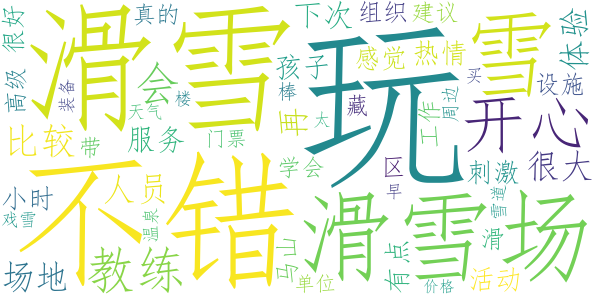 很好
真的
滑雪
下次
组织
建议
雪
体验
高级
装备
会
天气
楼
孩子
棒
感觉
热情
玩
藏
买
设施
比较
带
服务
门票
再
太
工作
周边
开心
不错
人员
学会
区
早
刺激
很大
小时
戏雪
温泉
乌山
滑雪场
滑
雪道
场地
教练
单位
有点
价格
活动